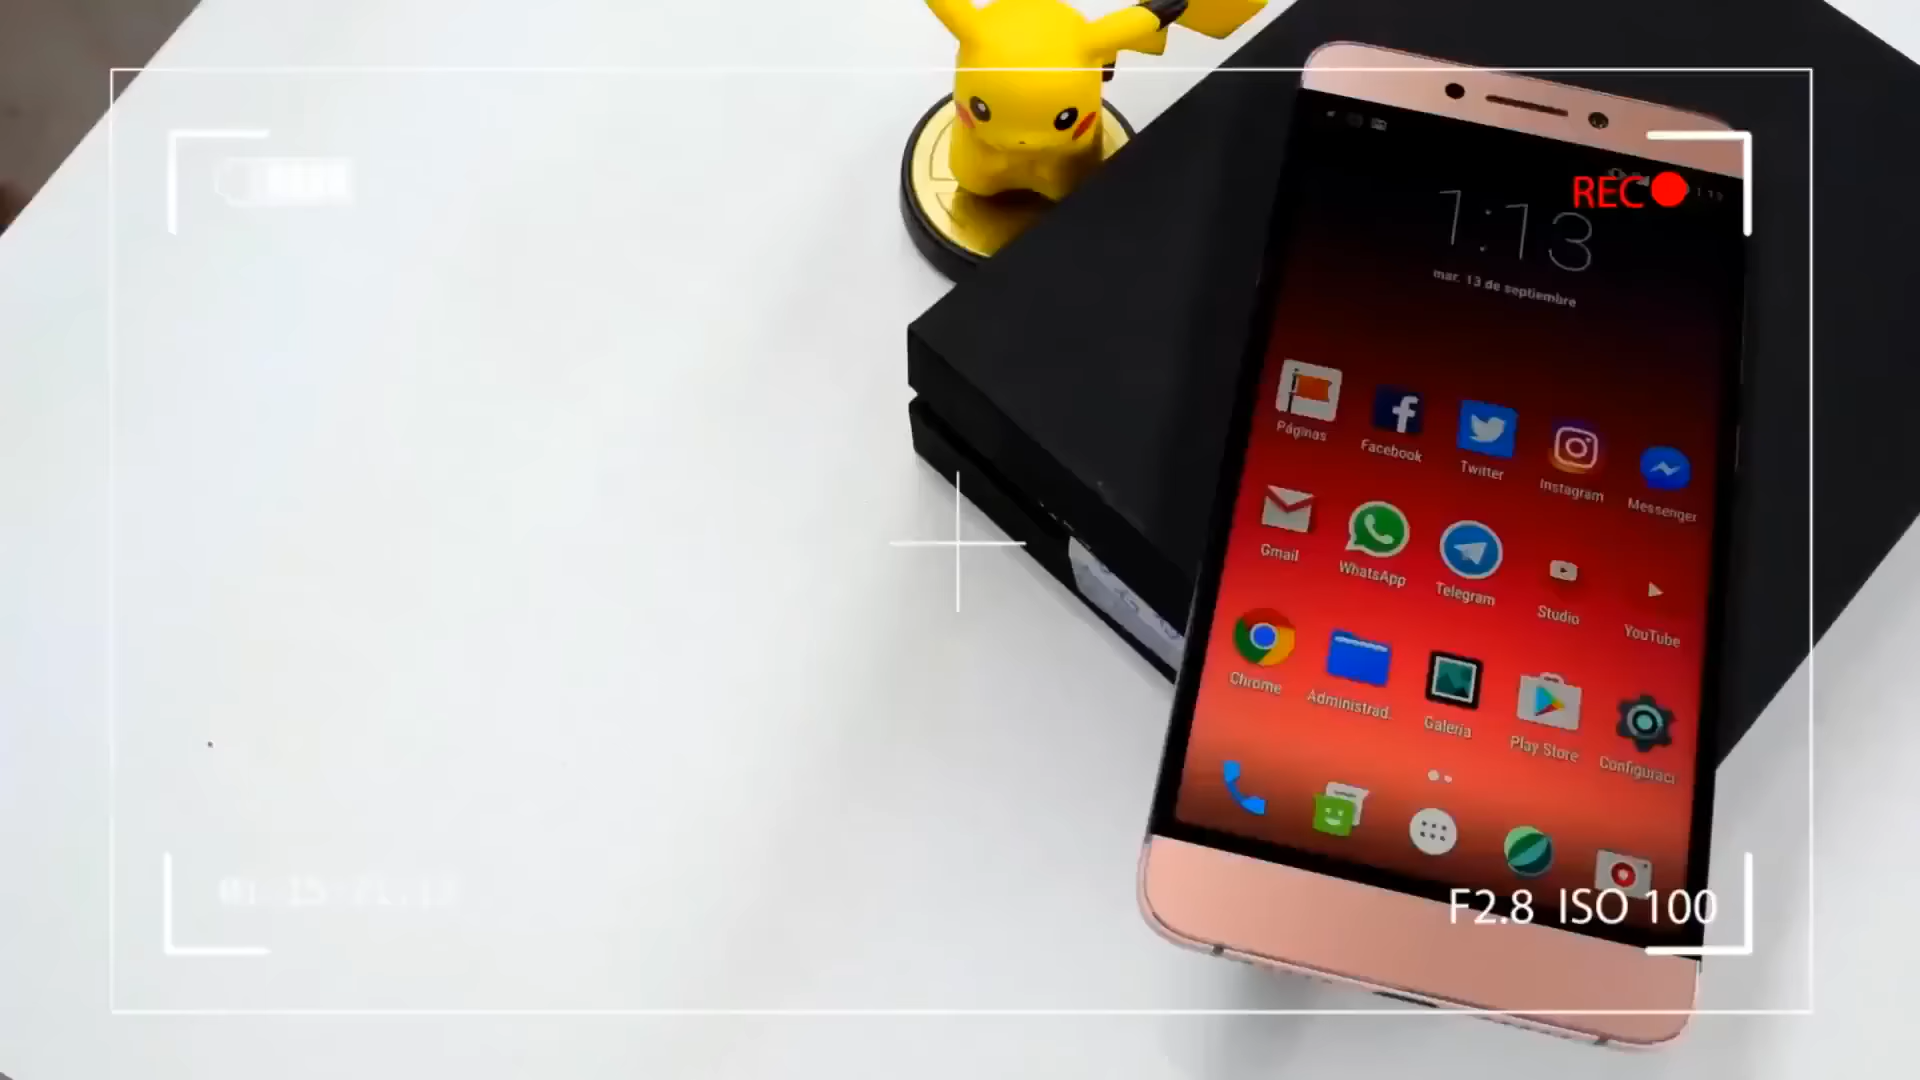 REC
1:13
mar. 13 de septiembre
Páginas
Facebook
Twitter
Instagram
Messenger
Gmail
WhatsApp
Telegram
Studio
YouTube
Chrome
Administrad.
Galería
Play Store
Configuraci
F2.8 ISO 100